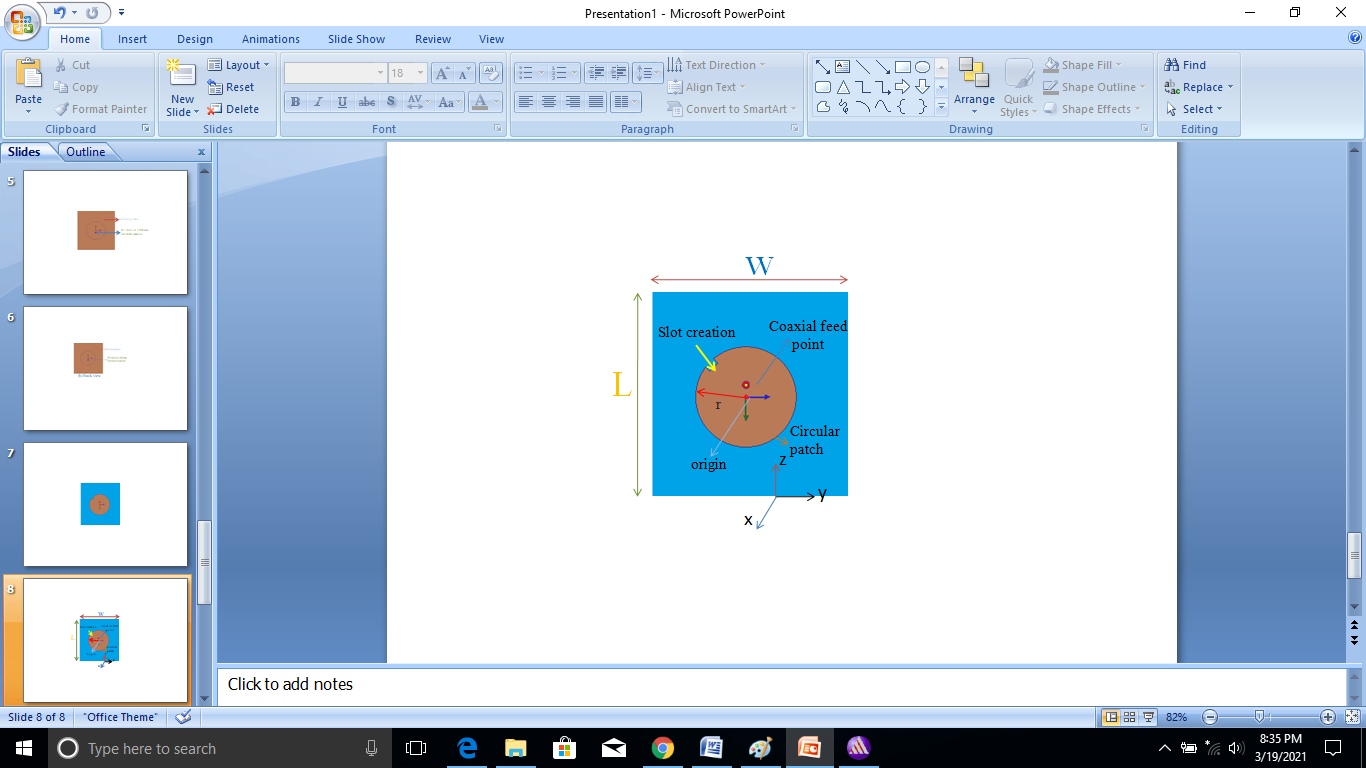 Presentation1 - Microsoft PowerPoint
Home Insert Design Animations Slide Show Review View
Paste
Cut
Copy
Format Painter
Clipboard
New
Slide
Layout
Reset
Delete
Slides
18
B I U abc S AV Aa A
Font
Paragraph
Text Direction
Align Text
Convert to SmartArt
Arrange
Quick
Styles
Shape Fill
Shape Outline
Shape Effects
Drawing
Find
Replace
Select
Editing
Slides Outline x
5
6
7
8
W
L
Slot creation
Coaxial feed
point
r
Circular
patch
origin
z
y
x
Click to add notes
Slide 8 of 8 "Office Theme" 82%
Type here to search
8:35 PM
3/19/2021